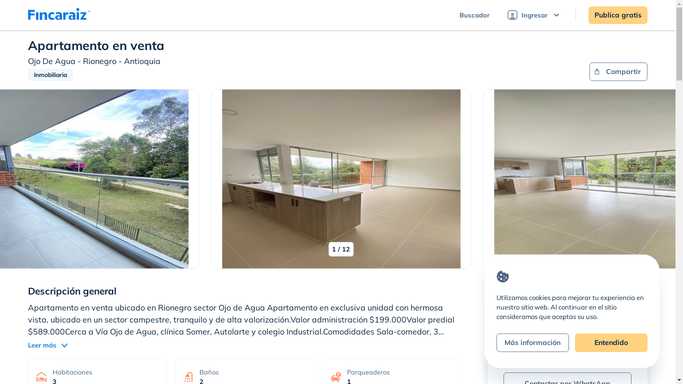 Fincaraiz
Buscador
Ingresar
Publica gratis
Apartamento en venta
Ojo De Agua - Rionegro - Antioquia
Inmobiliaria
Compartir
1 / 12
Descripción general
Apartamento en venta ubicado en Rionegro sector Ojo de Agua Apartamento en exclusiva unidad con hermosa
vista, ubicado en un sector campestre, tranquilo y de alta valorización.Valor administración $199.000Valor predial
$589.000Cerca a Vía Ojo de Agua, clínica Somer, Autolarte y colegio Industrial.Comodidades Sala-comedor, 3...
Leer más
Habitaciones
3
Baños
2
Parqueaderos
1
Utilizamos cookies para mejorar tu experiencia en
nuestro sitio web. Al continuar en el sitio
consideramos que aceptas su uso.
Más información
Entendido
Contactar por WhatsApp